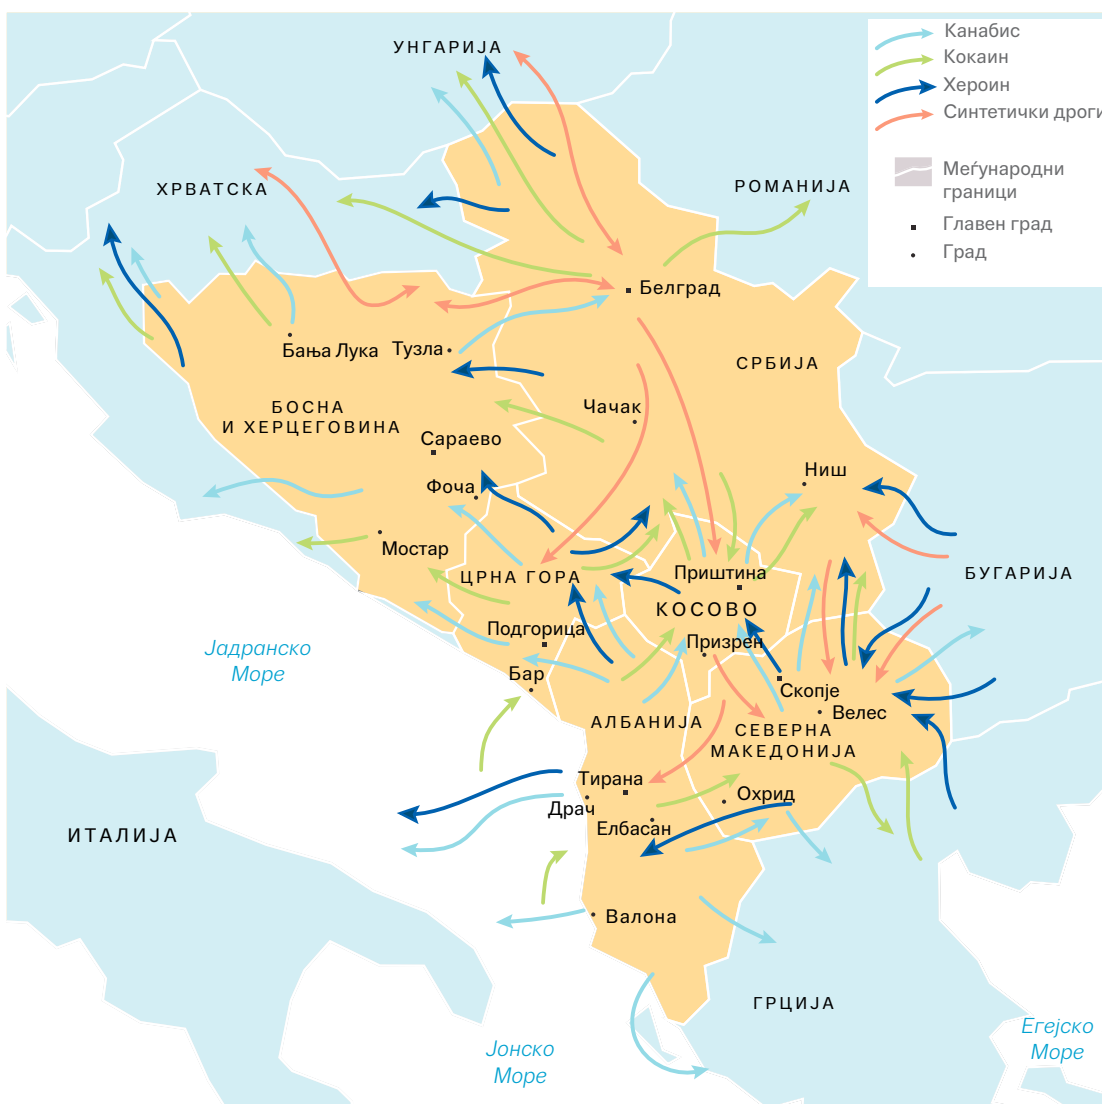 УНГАРИЈА
Канабис
Кокаин
Хероин
Синтетички дроги
Меѓународни
граници
Главен град
Град
ХРВАТСКА
РОМАНИЈА
Белград
Бања Лука
Тузла
СРБИЈА
БОСНА
И ХЕРЦЕГОВИНА
Чачак
Сараево
Ниш
Фоча
Мостар
ЦРНА ГОРА
Приштина
БУГАРИЈА
КОСОВО
Подгорица
Призрен
Јадранско
Море
Бар
Скопје
Велес
АЛБАНИЈА
СЕВЕРНА
МАКЕДОНИЈА
Тирана
Драч
Охрид
Елбасан
ИТАЛИЈА
Валона
ГРЦИЈА
Јонско
Море
Егејско
Море